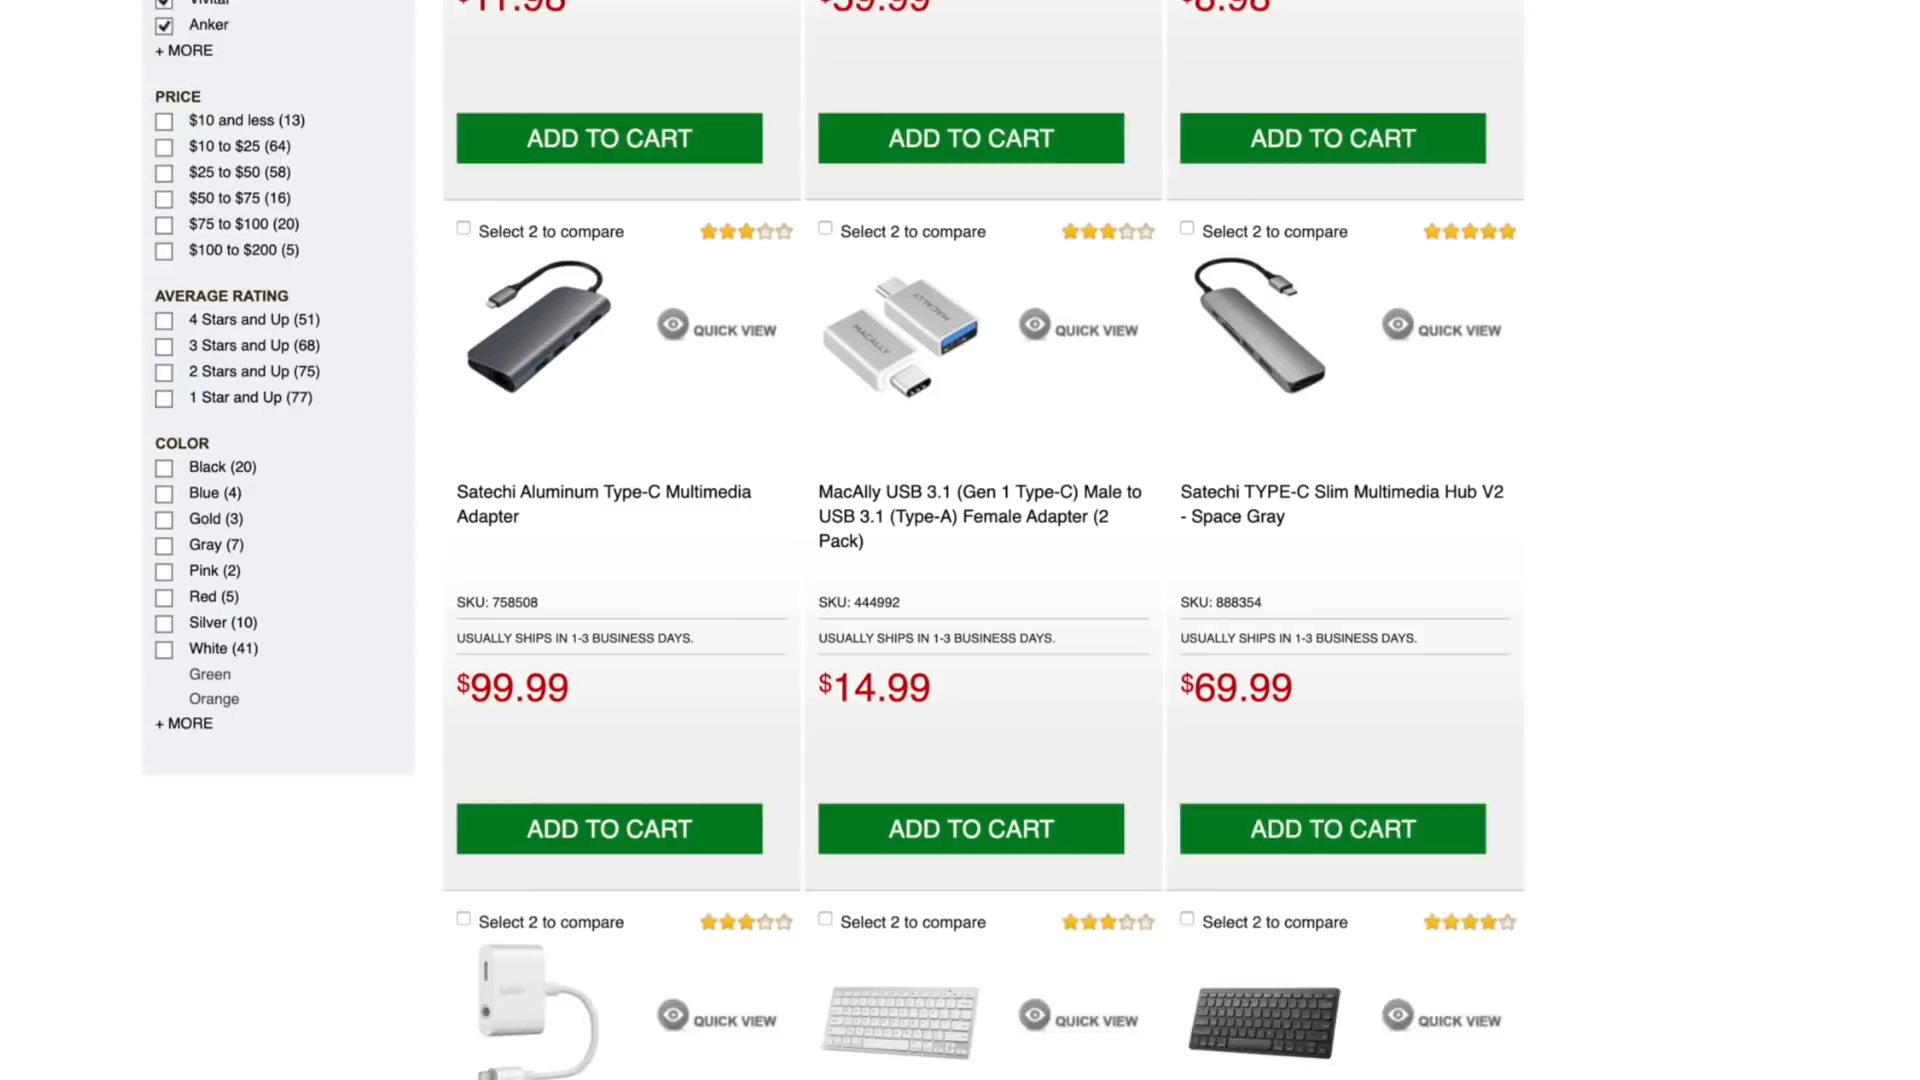 Anker
+ MORE
PRICE
$10 and less (13)
$10 to $25 (64)
$25 to $50 (58)
$50 to $75 (16)
$75 to $100 (20)
$100 to $200 (5)
AVERAGE RATING
4 Stars and Up (51)
3 Stars and Up (68)
2 Stars and Up (75)
1 Star and Up (77)
COLOR
Black (20)
Blue (4)
Gold (3)
Gray (7)
Pink (2)
Red (5)
Silver (10)
White (41)
Green
Orange
+ MORE
$11.98
$59.99
$8.98
ADD TO CART
ADD TO CART
ADD TO CART
Select 2 to compare
QUICK VIEW
Satechi Aluminum Type-C Multimedia
Adapter
SKU: 758508
USUALLY SHIPS IN 1-3 BUSINESS DAYS.
$99.99
ADD TO CART
Select 2 to compare
MACALLY
MACALLY
QUICK VIEW
MacAlly USB 3.1 (Gen 1 Type-C) Male to
USB 3.1 (Type-A) Female Adapter (2
Pack)
SKU: 444992
USUALLY SHIPS IN 1-3 BUSINESS DAYS.
$14.99
ADD TO CART
Select 2 to compare
QUICK VIEW
Satechi TYPE-C Slim Multimedia Hub V2
- Space Gray
SKU: 888354
USUALLY SHIPS IN 1-3 BUSINESS DAYS.
$69.99
ADD TO CART
Select 2 to compare
QUICK VIEW
Select 2 to compare
QUICK VIEW
Select 2 to compare
QUICK VIEW